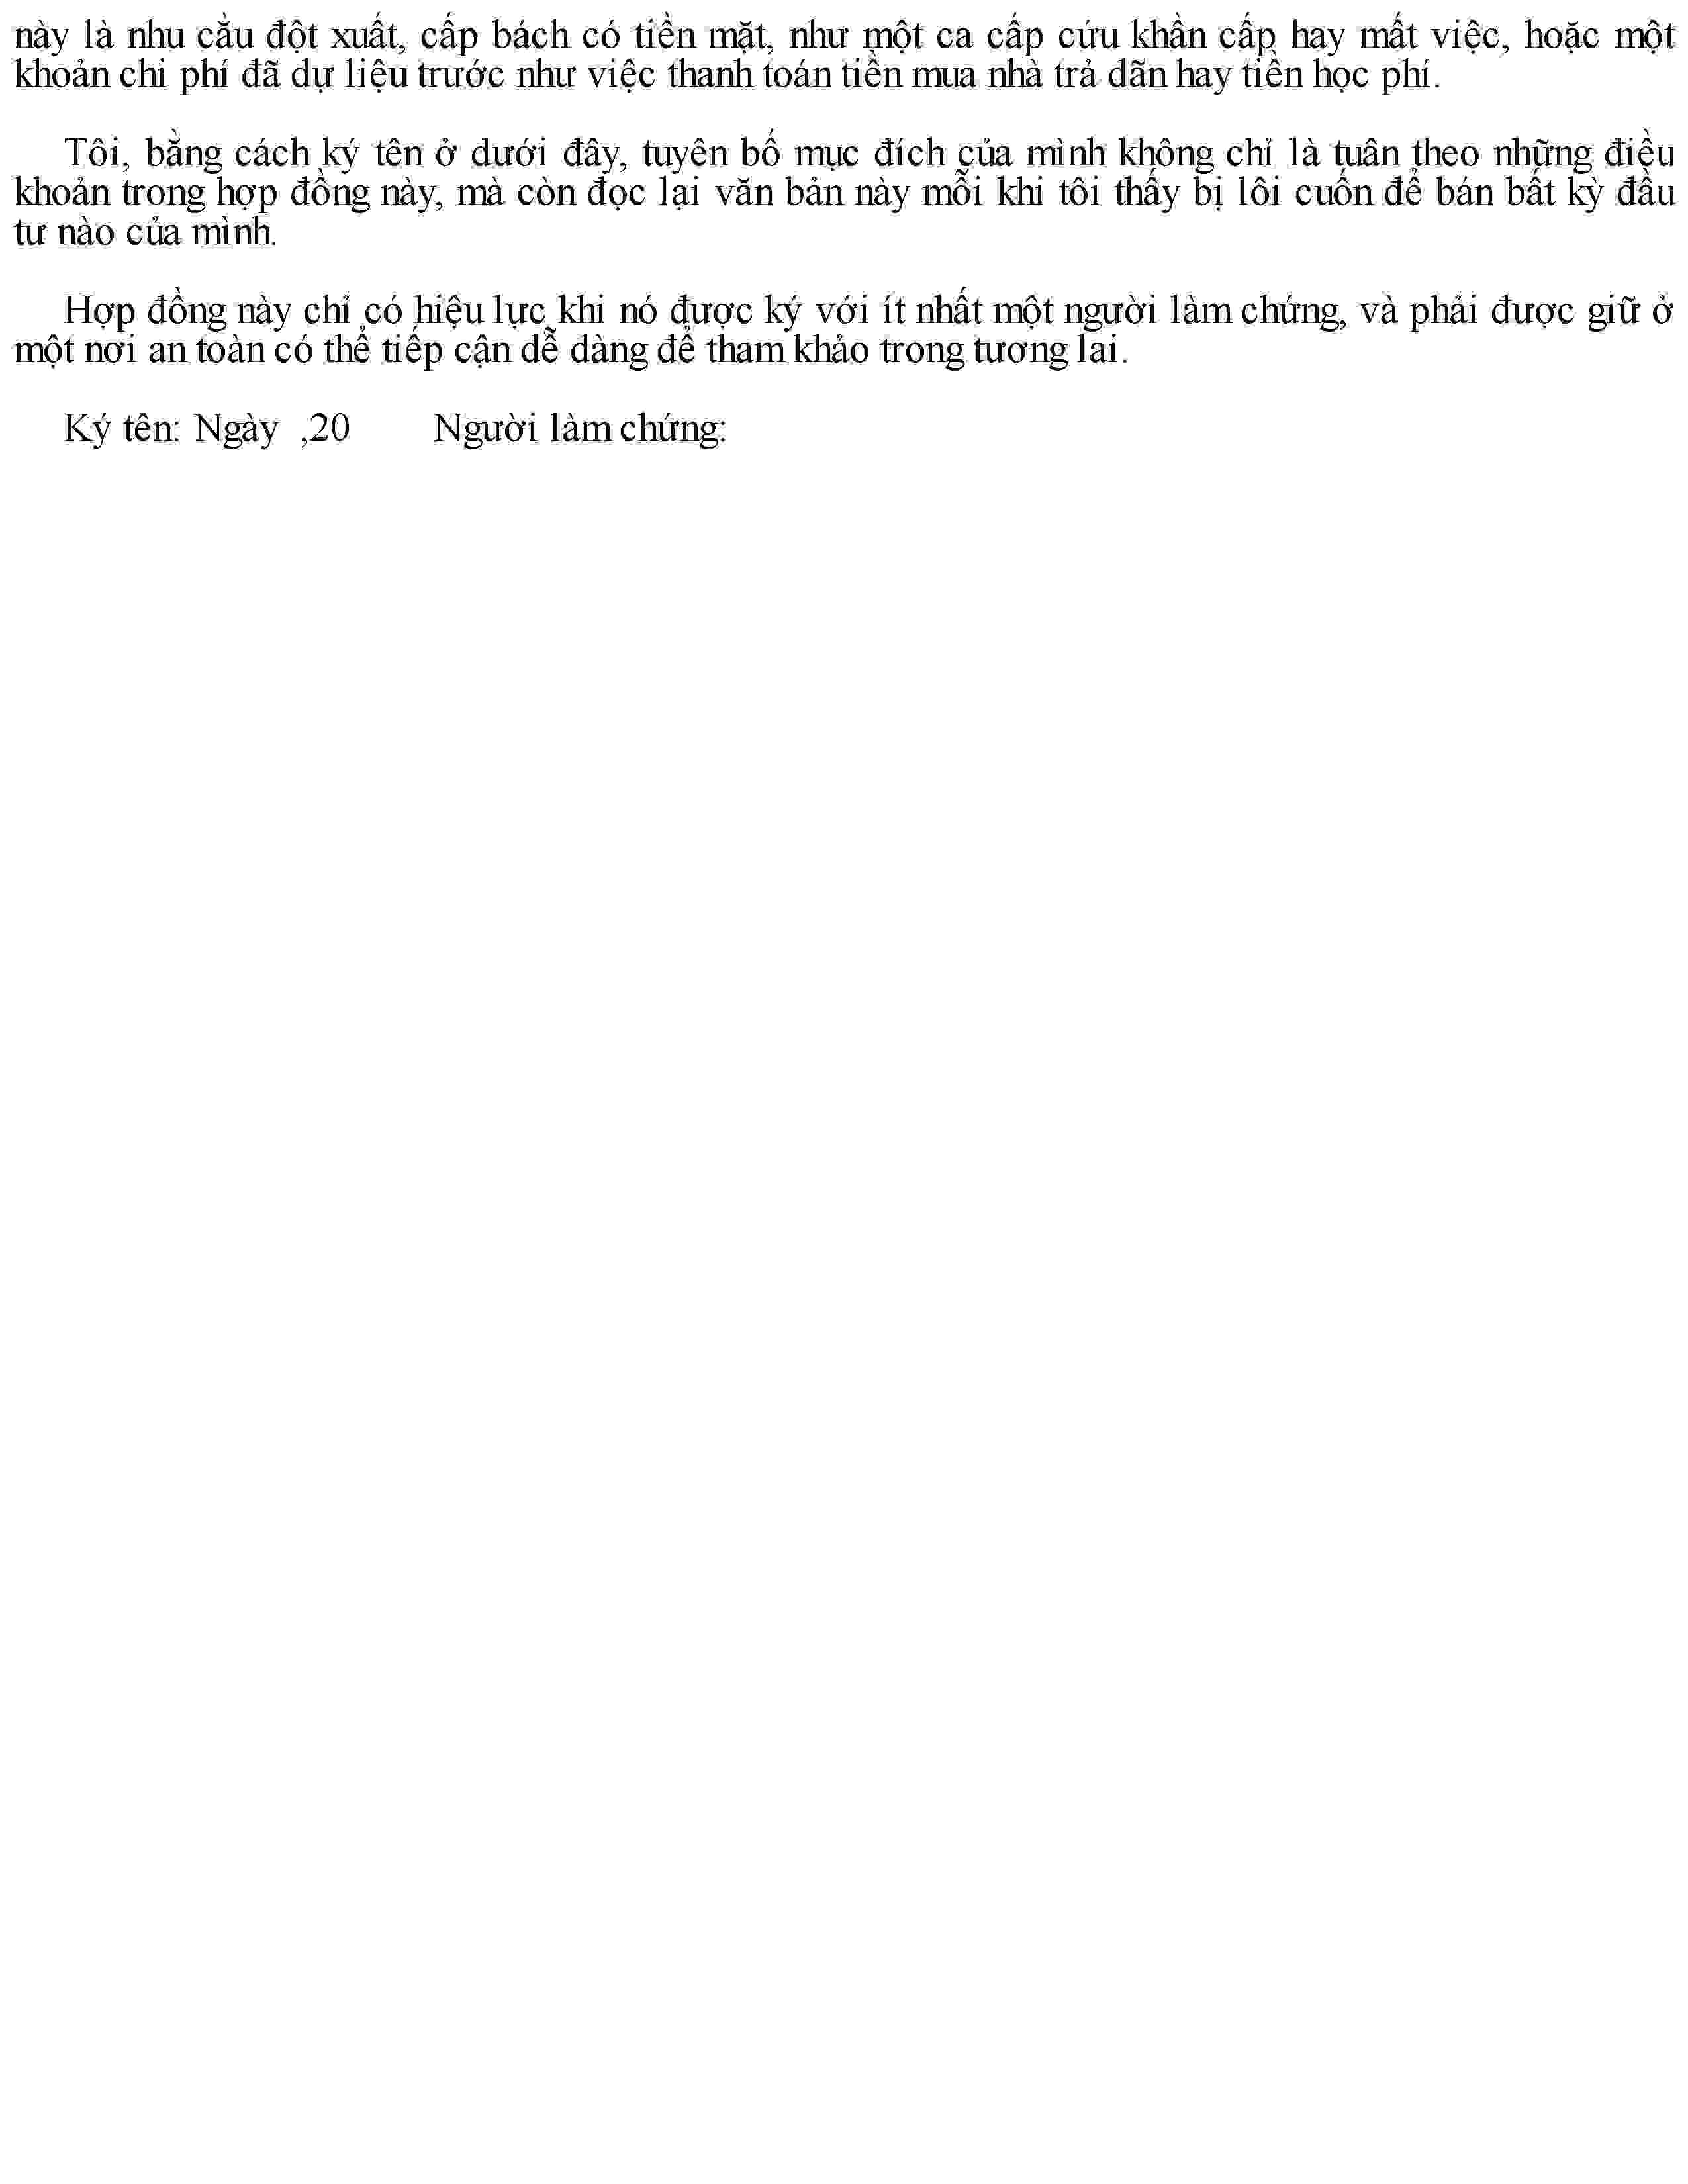 này là nhu cầu đột xuất, cấp bách có tiền mặt, như một ca cấp cứu khẩn cấp hay mất việc, hoặc một
khoản chi phí đã dự liệu trước như việc thanh toán tiền mua nhà trả dãn hay tiền học phí.
Tôi, bằng cách ký tên ở dưới đây, tuyên bố mục đích của mình không chỉ là tuân theo những điều
khoản trong hợp đồng này, mà còn đọc lại văn bản này mỗi khi tôi thấy bị lôi cuốn để bán bất kỳ đầu
tư nào của mình.
Hợp đồng này chỉ có hiệu lực khi nó được ký với ít nhất một người làm chứng, và phải được giữ ở
một nơi an toàn có thể tiếp cận dễ dàng để tham khảo trong tương lai.
Ký tên: Ngày ,20 Người làm chứng: